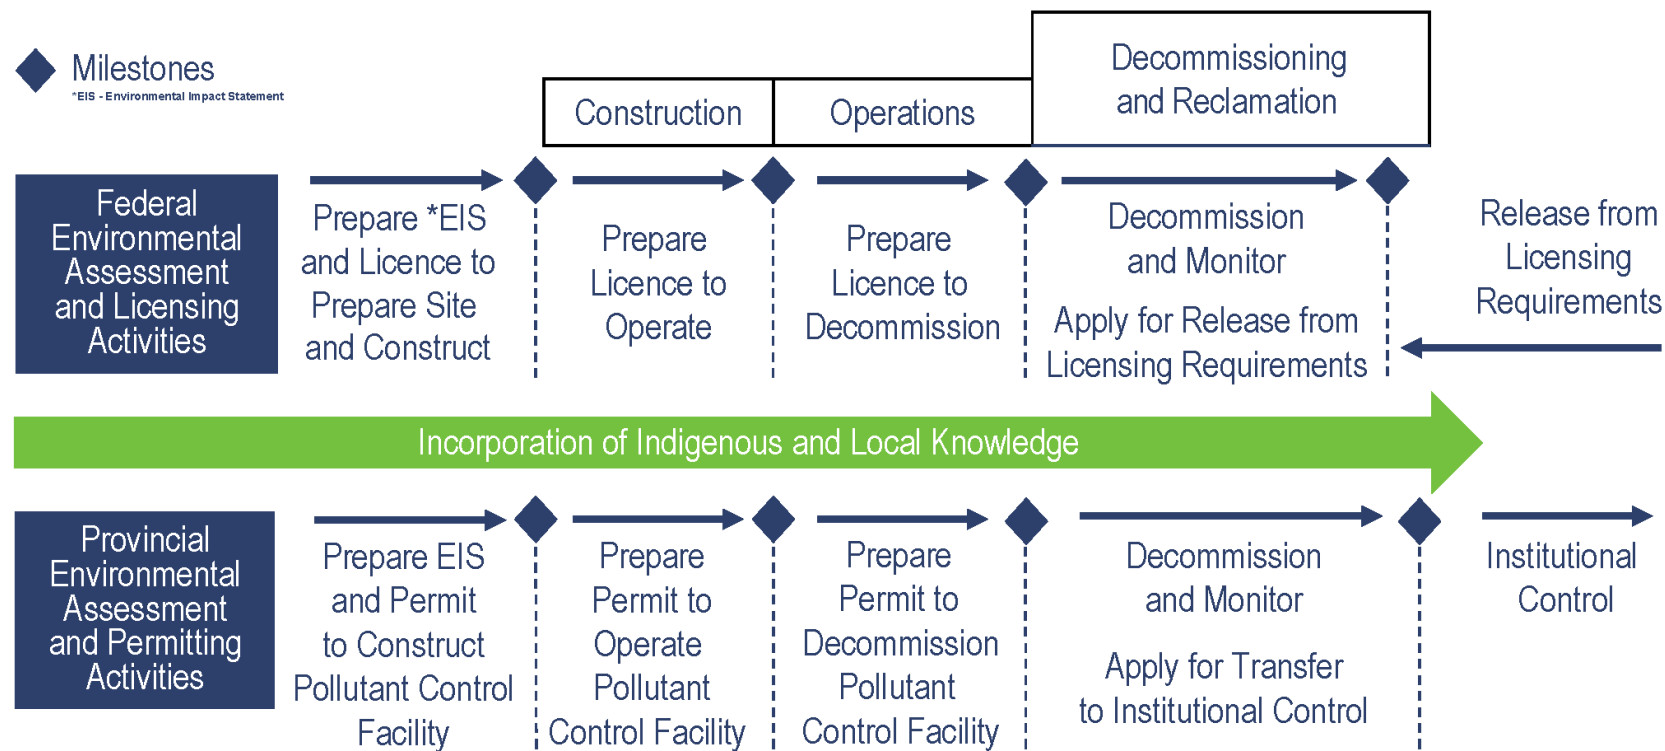 Milestones
*EIS - Environmental Impact Statement
Construction
Operations
Decommissioning
and Reclamation
Federal
Environmental
Assessment
and Licensing
Activities
Prepare *EIS
and Licence to
Prepare Site
and Construct
Prepare
Licence to
Operate
Prepare
Licence to
Decommission
Decommission
and Monitor
Apply for Release from
Licensing Requirements
Release from
Licensing
Requirements
Incorporation of Indigenous and Local Knowledge
Provincial
Environmental
Assessment
and Permitting
Activities
Prepare EIS
and Permit
to Construct
Pollutant Control
Facility
Prepare
Permit to
Operate
Pollutant
Control Facility
Prepare
Permit to
Decommission
Pollutant
Control Facility
Decommission
and Monitor
Apply for Transfer
to Institutional Control
Institutional
Control